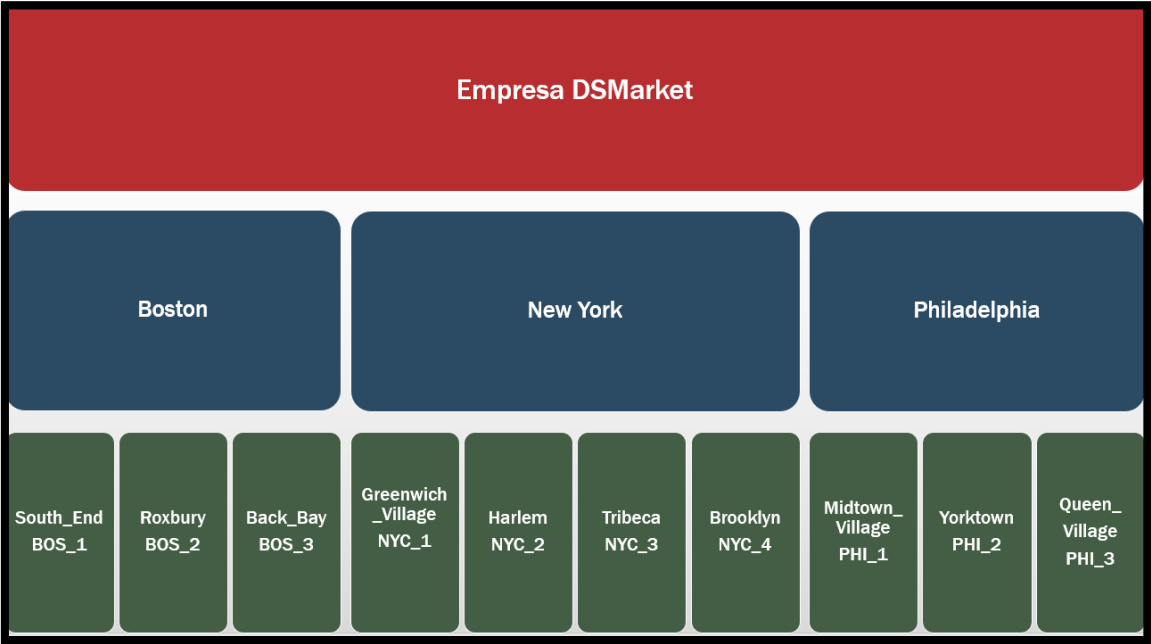 Empresa DSMarket
Boston
New York
Philadelphia
South_End
BOS_1
Roxbury
BOS_2
Back_Bay
BOS_3
Greenwich
_Village
NYC_1
Harlem
NYC_2
Tribeca
NYC_3
Brooklyn
NYC_4
Midtown_
Village
PHI_1
Yorktown
PHI_2
Queen_
Village
PHI_3